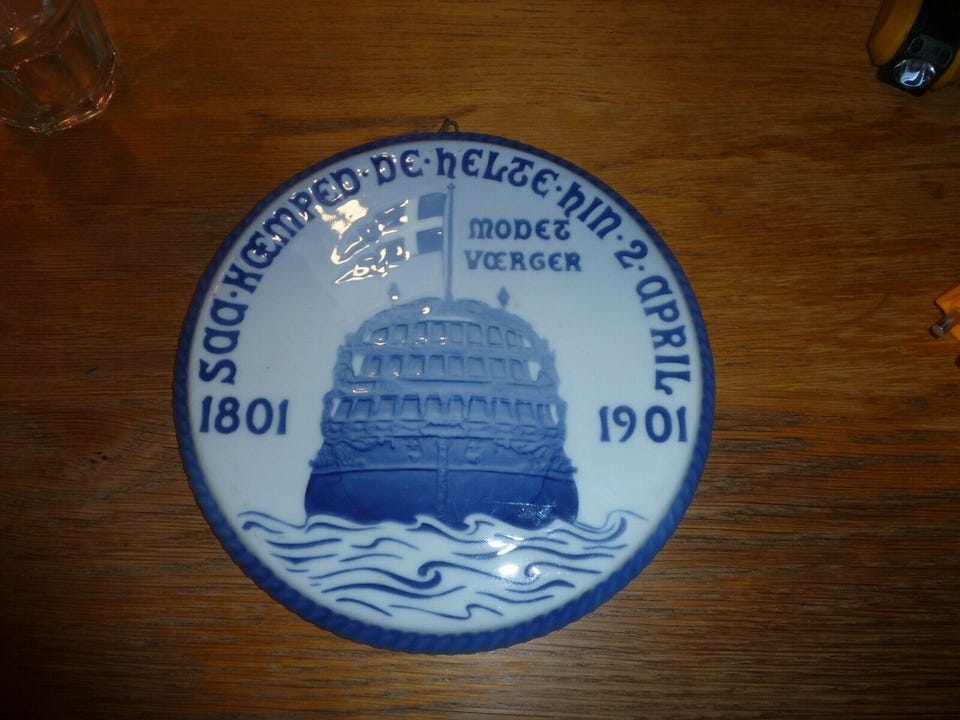 SAA·KÆMPED·DE·HELTE·HIN·2·APRIL
MODET
VÆRGER
1801
1901